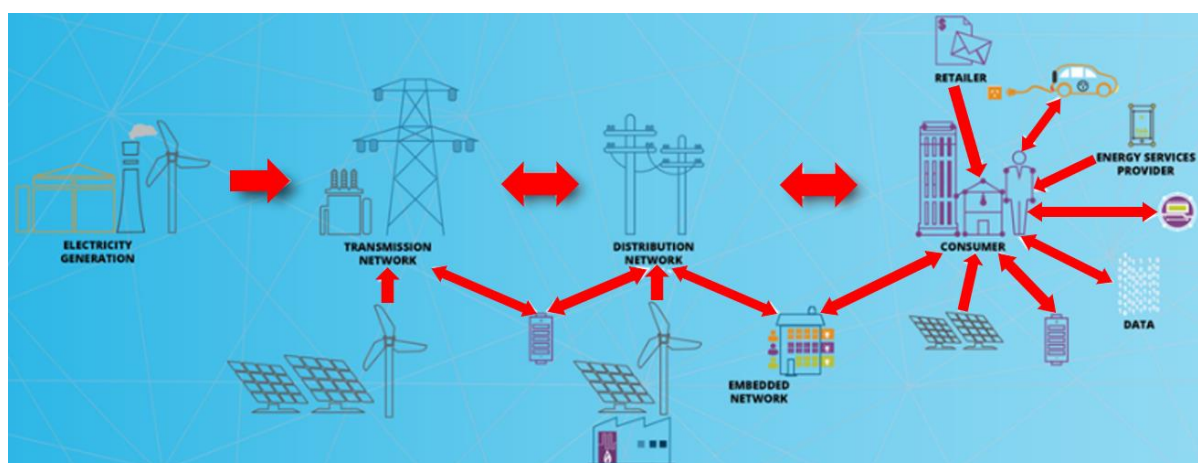 RETAILER
ENERGY SERVICES
PROVIDER
ELECTRICITY
GENERATION
TRANSMISSION
NETWORK
DISTRIBUTION
NETWORK
CONSUMER
DATA
EMBEDDED
NETWORK